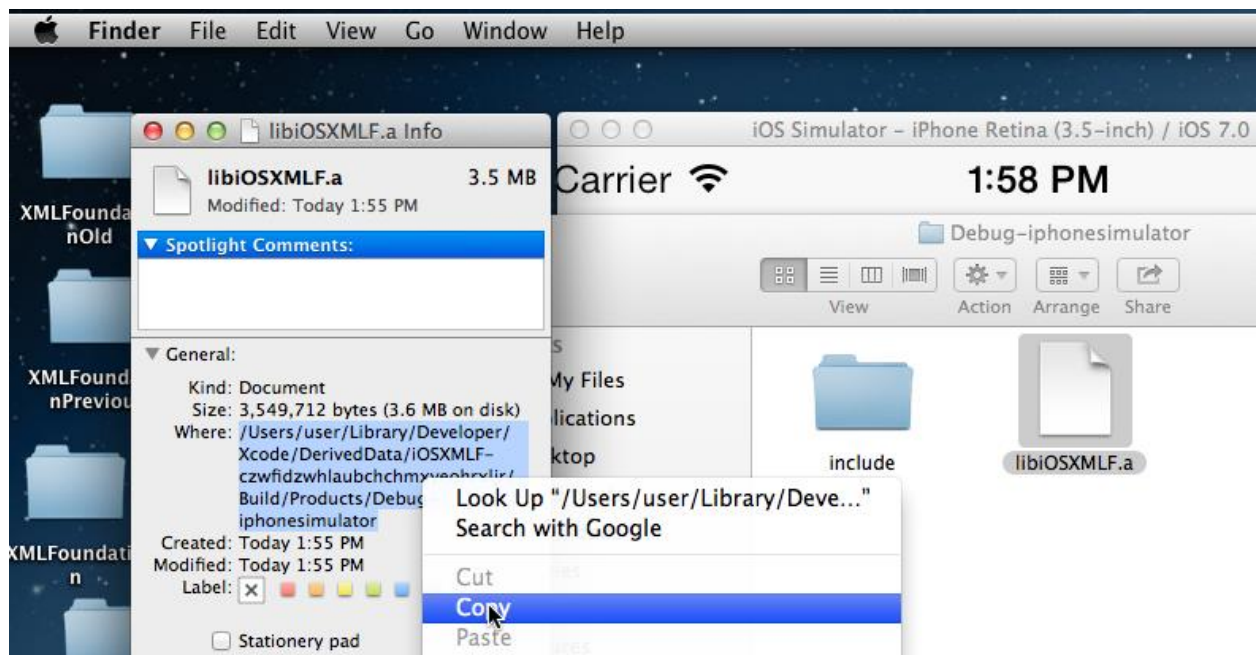 Finder File Edit View Go Window Help
XMLFounda
nOld
XMLFound
nPreviou
XMLFoundati
n
libiOSXMLF.a Info
libiOSXMLF.a 3.5 MB
Modified: Today 1:55 PM
Spotlight Comments:
General:
Kind: Document
Size: 3,549,712 bytes (3.6 MB on disk)
Where: /Users/user/Library/Developer/
Xcode/DerivedData/iOSXMLF-
Build/Products/Debug
iphonesimulator
Created: Today 1:55 PM
Modified: Today 1:55 PM
Label:
Stationery pad
Look Up "/Users/user/Library/Deve..."
Search with Google
Cut
Copy
Paste
iOS Simulator – iPhone Retina (3.5-inch) / iOS 7.0
Carrier 1:58 PM
Debug-iphonesimulator
View Action Arrange Share
S
My Files
lications
ktop
include
libiOSXMLF.a